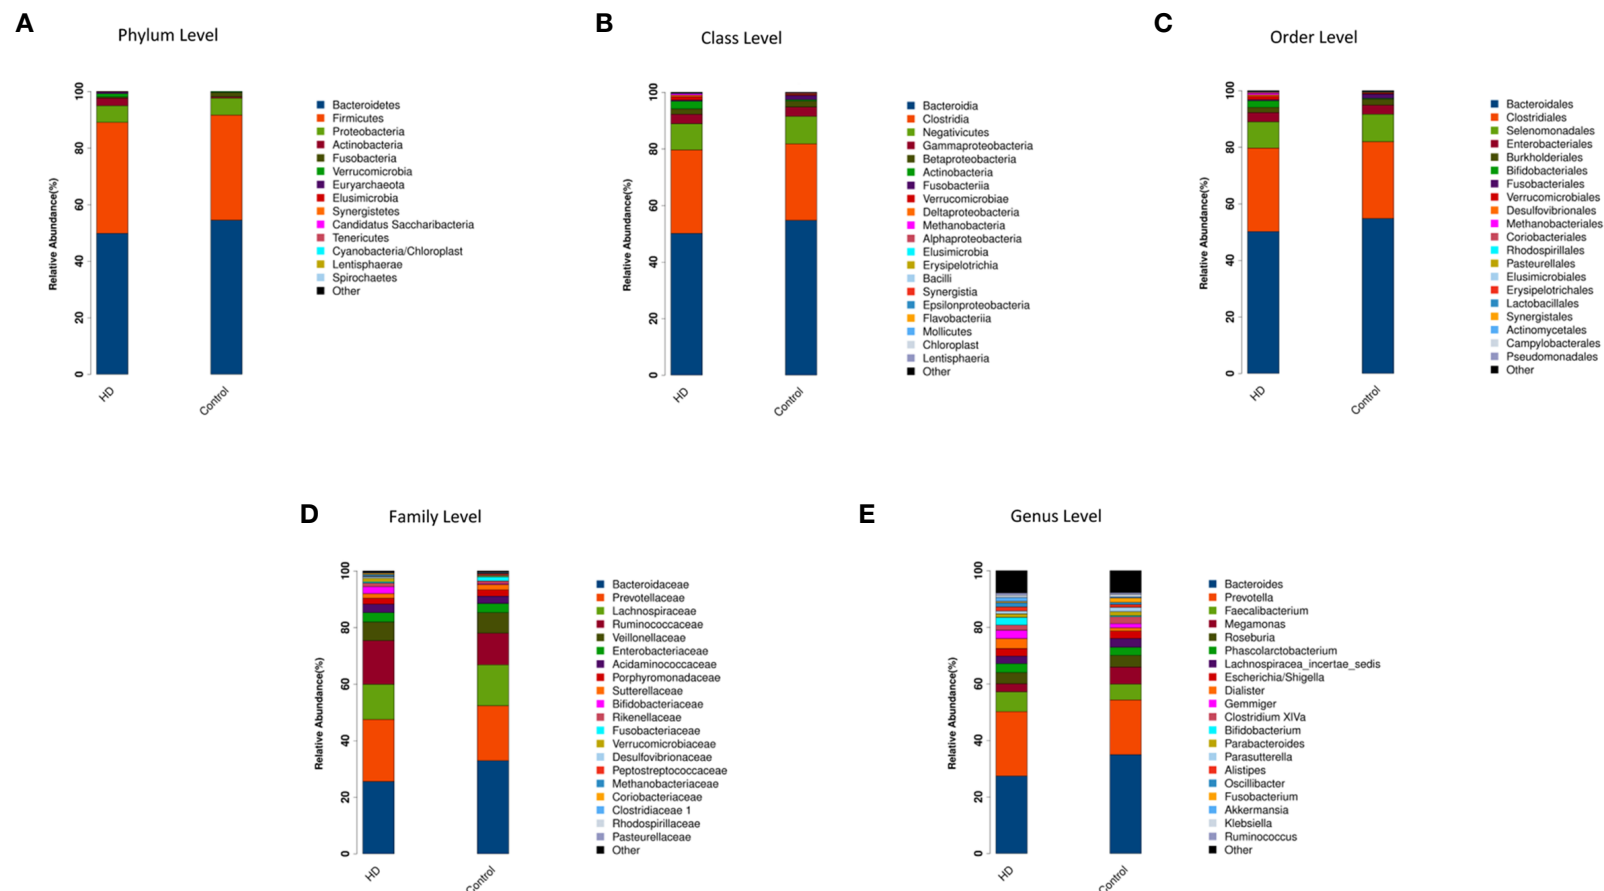 A
Phylum Level
Relative Abundance(%)
100
80
60
40
20
0
HD
Control
Bacteroidetes
Firmicutes
Proteobacteria
Actinobacteria
Fusobacteria
Verrucomicrobia
Euryarchaeota
Elusimicrobia
Synergistetes
Candidatus Saccharibacteria
Tenericutes
Cyanobacteria/Chloroplast
Lentisphaerae
Spirochaetes
Other
B
Class Level
Relative Abundance(%)
100
80
60
40
20
0
HD
Control
Bacteroidia
Clostridia
Negativicutes
Gammaproteobacteria
Betaproteobacteria
Actinobacteria
Fusobacteriia
Verrucomicrobiae
Deltaproteobacteria
Methanobacteria
Alphaproteobacteria
Elusimicrobia
Erysipelotrichia
Bacilli
Synergistia
Epsilonproteobacteria
Flavobacteriia
Mollicutes
Chloroplast
Lentisphaeria
Other
C
Order Level
Relative Abundance(%)
100
80
60
40
20
0
HD
Control
Bacteroidales
Clostridiales
Selenomonadales
Enterobacteriales
Burkholderiales
Bifidobacteriales
Fusobacteriales
Verrucomicrobiales
Desulfovibrionales
Methanobacteriales
Coriobacteriales
Rhodospirillales
Pasteurellales
Elusimicrobiales
Erysipelotrichales
Lactobacillales
Synergistales
Actinomycetales
Campylobacterales
Pseudomonadales
Other
D
Family Level
Relative Abundance(%)
100
80
60
40
20
0
HD
Control
Bacteroidaceae
Prevotellaceae
Lachnospiraceae
Ruminococcaceae
Veillonellaceae
Enterobacteriaceae
Acidaminococcaceae
Porphyromonadaceae
Sutterellaceae
Bifidobacteriaceae
Rikenellaceae
Fusobacteriaceae
Verrucomicrobiaceae
Desulfovibrionaceae
Peptostreptococcaceae
Methanobacteriaceae
Coriobacteriaceae
Clostridiaceae 1
Rhodospirillaceae
Pasteurellaceae
Other
E
Genus Level
Relative Abundance(%)
100
80
60
40
20
0
HD
Control
Bacteroides
Prevotella
Faecalibacterium
Megamonas
Roseburia
Phascolarctobacterium
Lachnospiracea_incertae_sedis
Escherichia/Shigella
Dialister
Gemmiger
Clostridium XlVa
Bifidobacterium
Parabacteroides
Parasutterella
Alistipes
Oscillibacter
Fusobacterium
Akkermansia
Klebsiella
Ruminococcus
Other